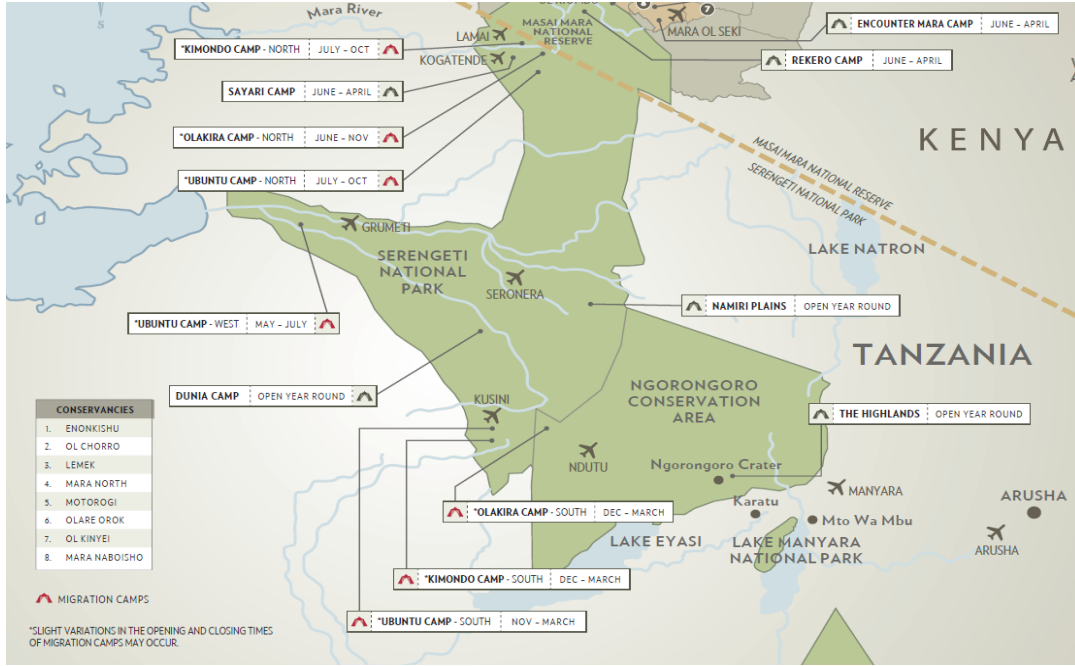 Mara River
LAMAI
KOGATENDE
MASAI MARA
NATIONAL
RESERVE
7
MARA OL SEKI
ENCOUNTER MARA CAMP JUNE – APRIL
REKERO CAMP JUNE – APRIL
*KIMONDO CAMP - NORTH JULY – OCT
SAYARI CAMP JUNE – APRIL
*OLAKIRA CAMP - NORTH JUNE – NOV
*UBUNTU CAMP - NORTH JULY – OCT
KENYA
MASAI MARA NATIONAL RESERVE
SERENGETI NATIONAL PARK
GRUMETI
SERENGETI
NATIONAL
PARK
SERONERA
LAKE NATRON
NAMIRI PLAINS OPEN YEAR ROUND
*UBUNTU CAMP - WEST MAY – JULY
TANZANIA
DUNIA CAMP OPEN YEAR ROUND
KUSINI
NGORONGORO
CONSERVATION
AREA
THE HIGHLANDS OPEN YEAR ROUND
NDUTU
Ngorongoro Crater
MANYARA
Karatu
Mto Wa Mbu
ARUSHA
ARUSHA
*OLAKIRA CAMP - SOUTH DEC – MARCH
LAKE EYASI
LAKE MANYARA
NATIONAL PARK
*KIMONDO CAMP - SOUTH DEC – MARCH
*UBUNTU CAMP - SOUTH NOV – MARCH
CONSERVANCIES
1. ENONKISHU
2. OL CHORRO
3. LEMEK
4. MARA NORTH
5. MOTOROGI
6. OLARE OROK
7. OL KINYEI
8. MARA NABOISHO
MIGRATION CAMPS
*SLIGHT VARIATIONS IN THE OPENING AND CLOSING TIMES
OF MIGRATION CAMPS MAY OCCUR.